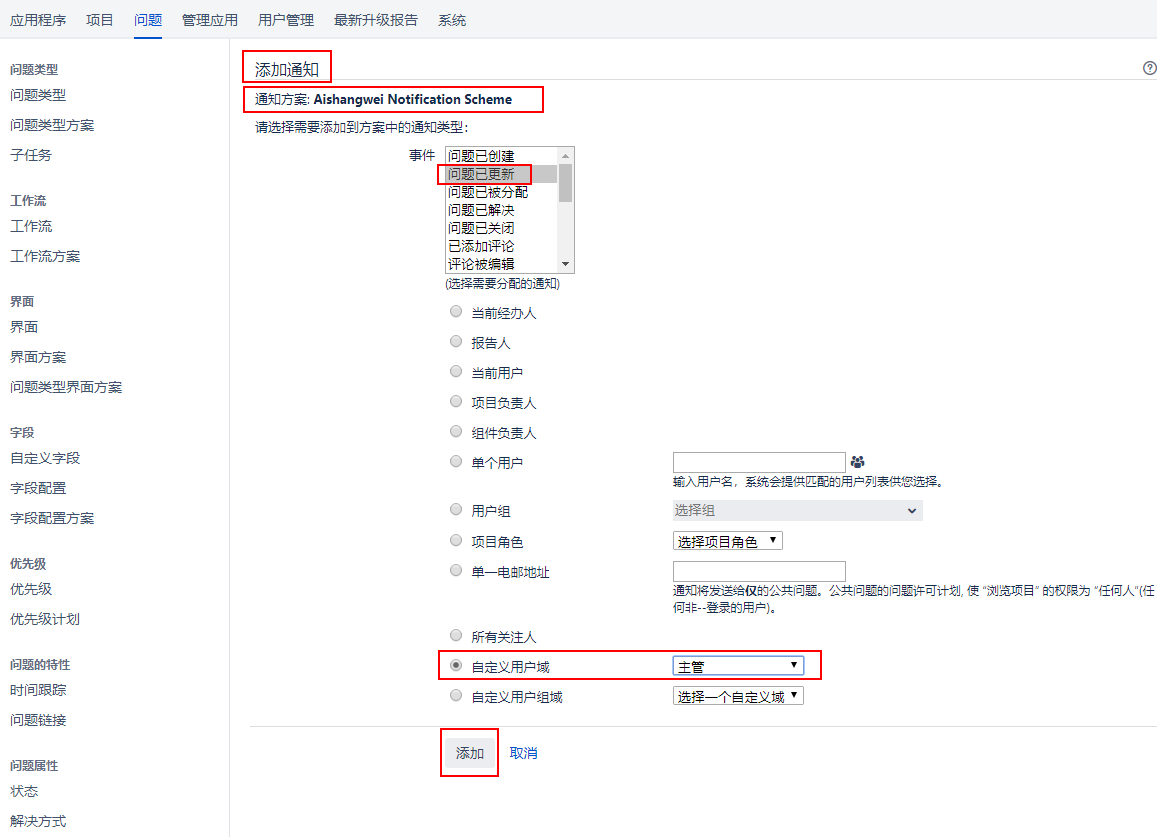 应用程序 项目 问题 管理应用 用户管理 最新升级报告 系统
问题类型
问题类型
问题类型方案
子任务
工作流
工作流
工作流方案
界面
界面
界面方案
问题类型界面方案
字段
自定义字段
字段配置
字段配置方案
优先级
优先级
优先级计划
问题的特性
时间跟踪
问题链接
问题属性
状态
解决方式
添加通知
通知方案: Aishangwei Notification Scheme
请选择需要添加到方案中的通知类型：
事件
问题已创建
问题已更新
问题已被分配
问题已解决
问题已关闭
已添加评论
评论被编辑
(选择需要分配的通知)
当前经办人
报告人
当前用户
项目负责人
组件负责人
单个用户
输入用户名，系统会提供匹配的用户列表供您选择。
用户组 选择组
项目角色 选择项目角色
单一电邮地址
通知将发送给仅的公共问题。公共问题的问题许可计划, 使 “浏览项目” 的权限为 “任何人”(任
何非--登录的用户)。
所有关注人
自定义用户域 主管
自定义用户组域 选择一个自定义域
添加 取消